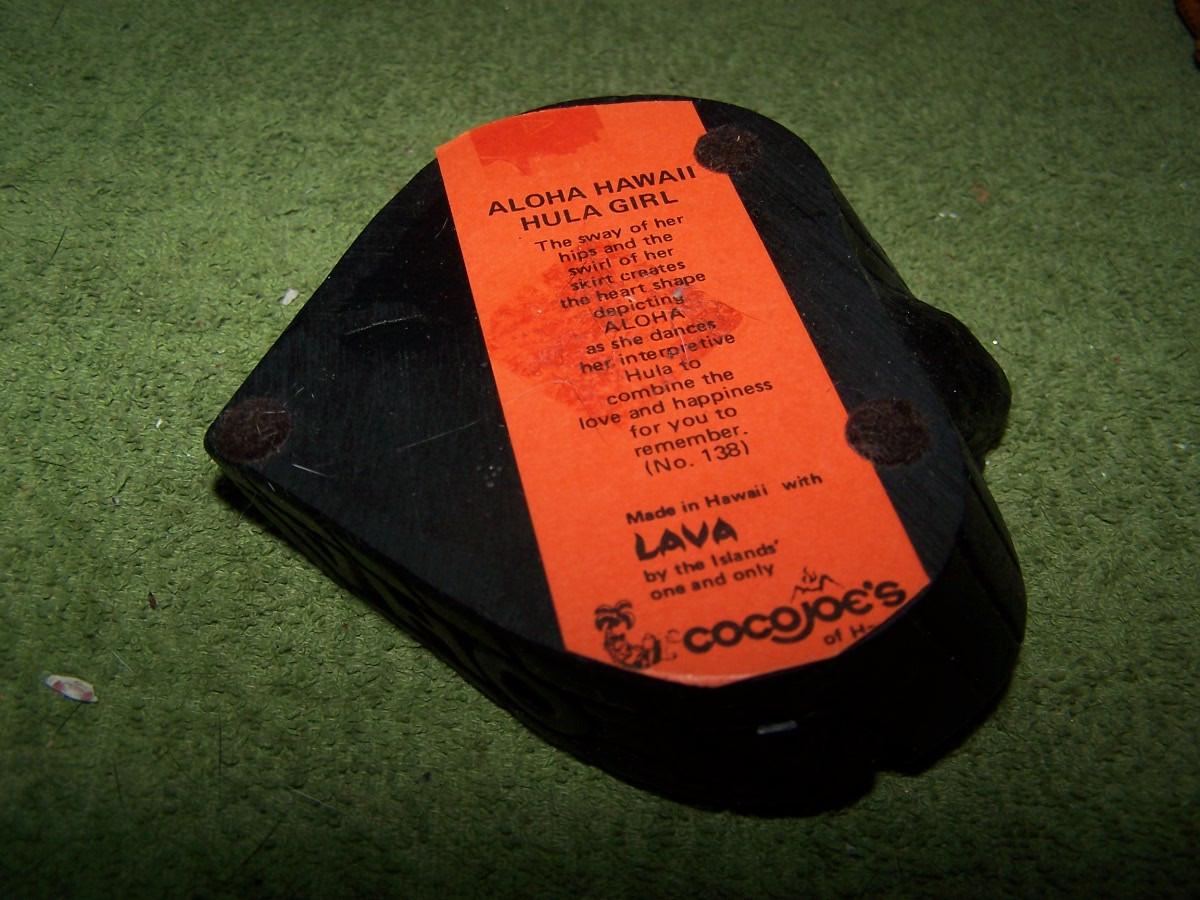 ALOHA HAWAII
HULA GIRL
The sway of her
hips and the
swirl of her
skirt creates
the heart shape
depicting
ALOHA
as she dances
her interpretive
Hula to
combine the
love and happiness
for you to
remember.
(No. 138)
Made in Hawaii with
LAVA
by the Islands'
one and only
COCOJOE'S
of H